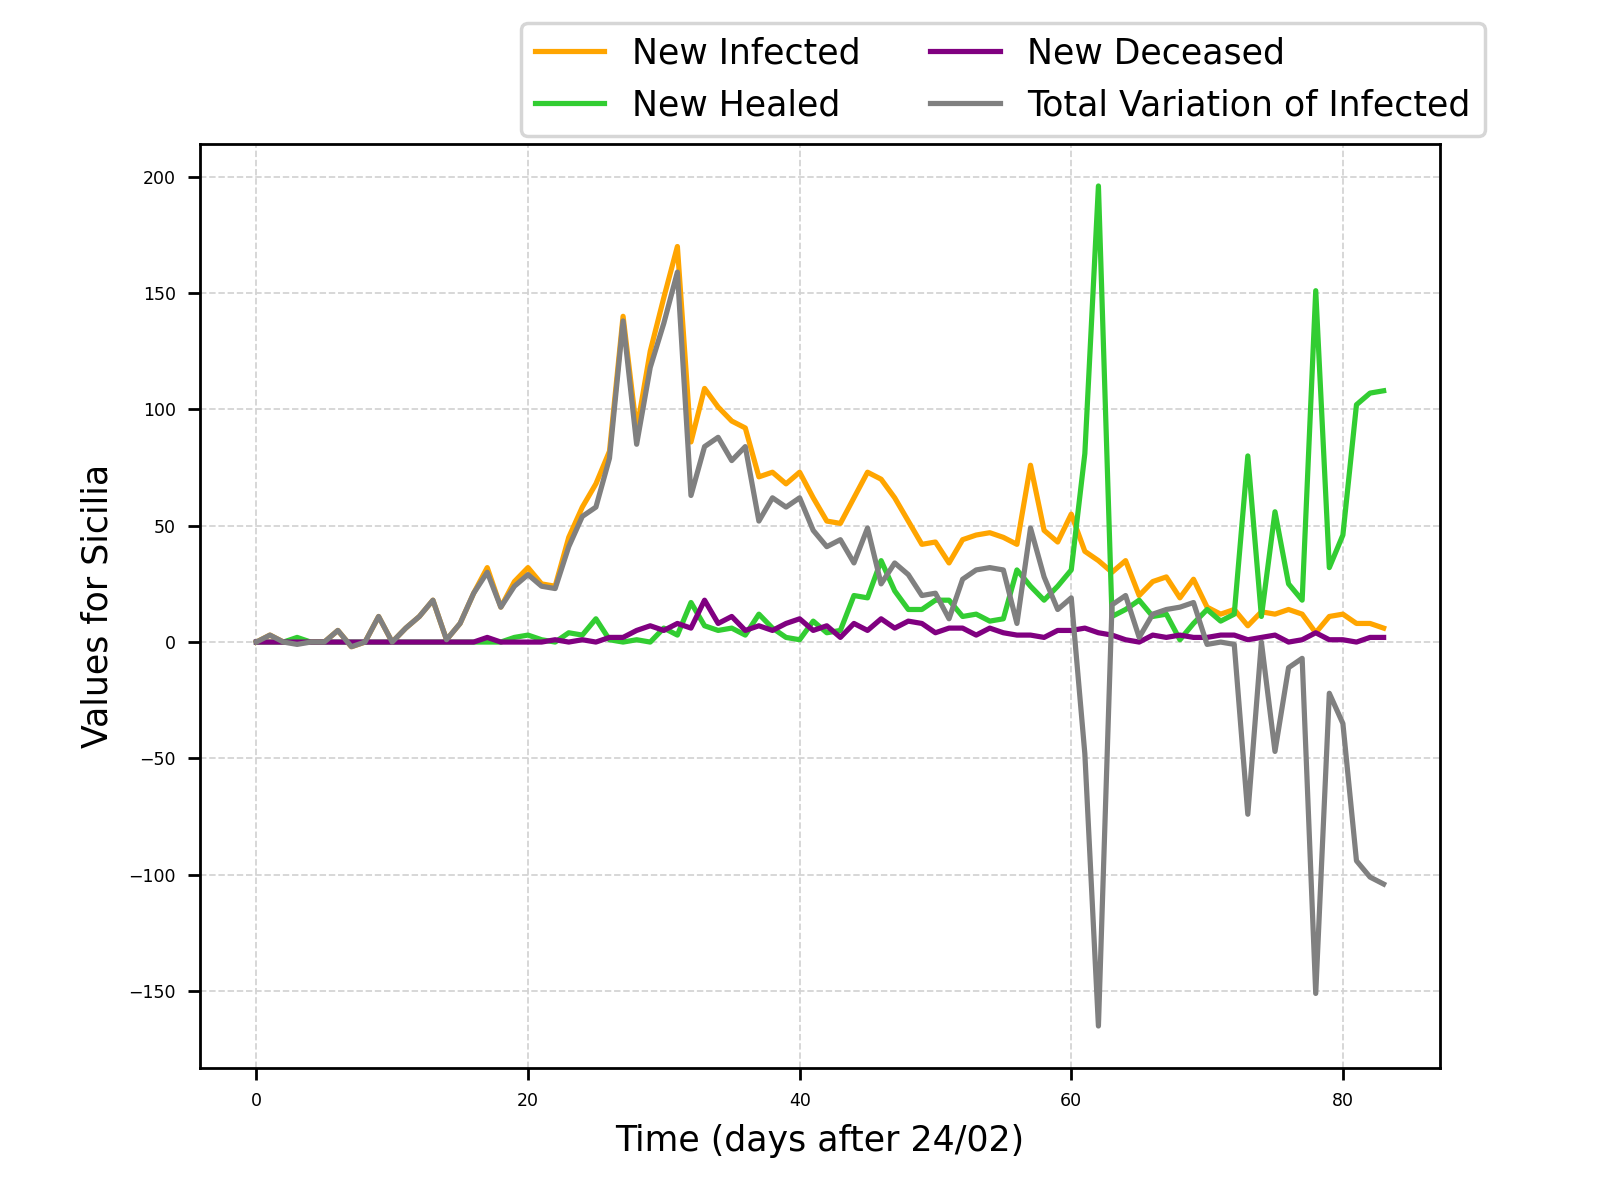 New Infected
New Healed
New Deceased
Total Variation of Infected
200
150
100
50
0
−50
−100
−150
0 20 40 60 80
Values for Sicilia
Time (days after 24/02)